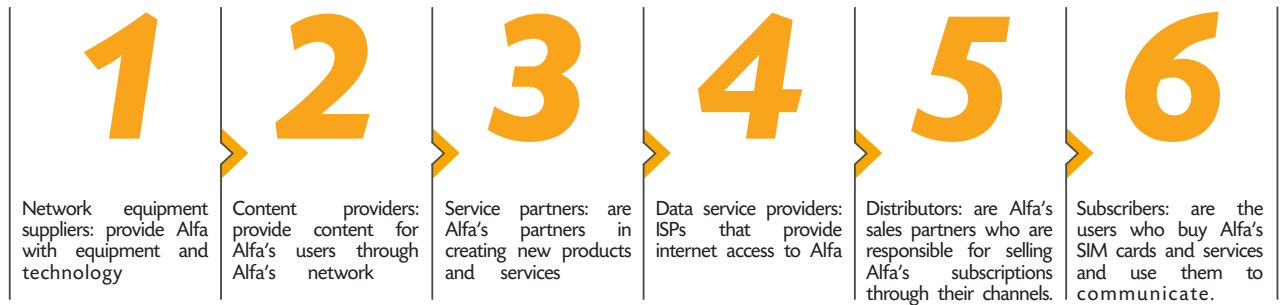 1
Network equipment
suppliers: provide Alfa
with equipment and
technology
2
Content providers:
provide content for
Alfa's users through
Alfa's network
3
Service partners: are
Alfa's partners in
creating new products
and services
4
Data service providers:
ISPs that provide
internet access to Alfa
5
Distributors: are Alfa's
sales partners who are
responsible for selling
Alfa's subscriptions
through their channels.
6
Subscribers: are the
users who buy Alfa's
SIM cards and services
and use them to
communicate.